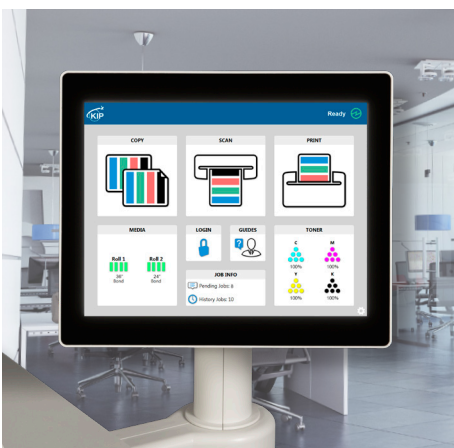 KIP
Ready
COPY
SCAN
PRINT
MEDIA
Roll 1
36"
Bond
Roll 2
24"
Bond
LOGIN
GUIDES
JOB INFO
Pending Jobs: 6
History Jobs: 10
TONER
C
100%
M
100%
Y
100%
K
100%